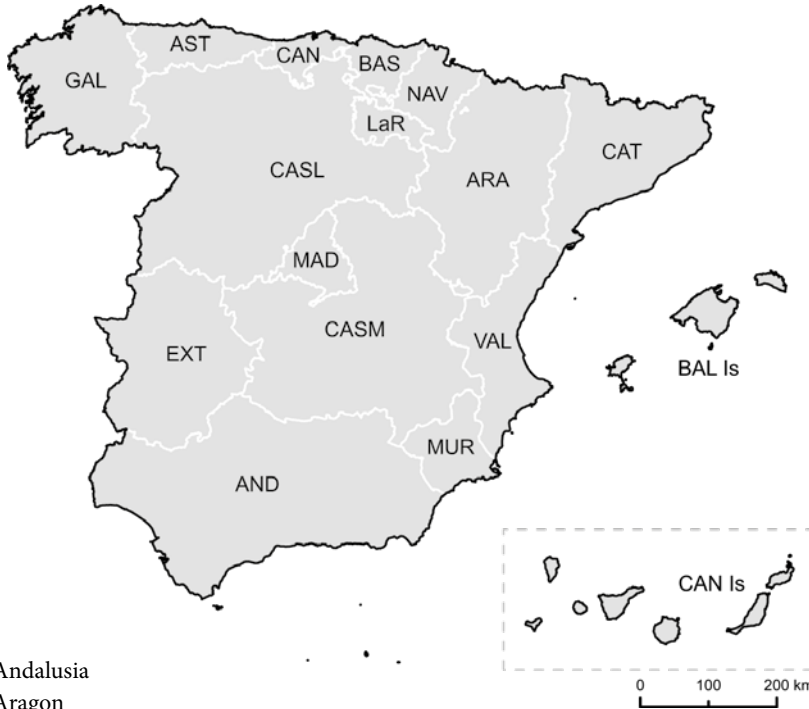 AST
CAN
BAS
GAL
NAV
LaR
CAT
CASL
ARA
MAD
CASM
VAL
EXT
BAL Is
MUR
AND
CAN Is
Andalusia
Aragon
0 100 200 km